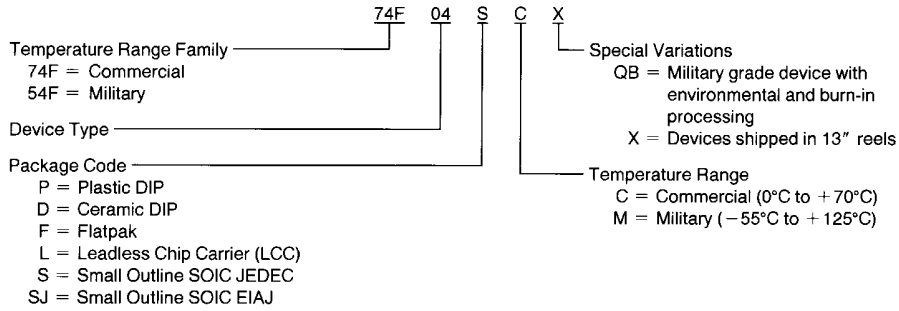 74F 04 S C X
Temperature Range Family
74F = Commercial
54F = Military
Device Type
Package Code
P = Plastic DIP
D = Ceramic DIP
F = Flatpak
L = Leadless Chip Carrier (LCC)
S = Small Outline SOIC JEDEC
SJ = Small Outline SOIC EIAJ
Special Variations
QB = Military grade device with
environmental and burn-in
processing
X = Devices shipped in 13″ reels
Temperature Range
C = Commercial (0°C to +70°C)
M = Military (−55°C to +125°C)